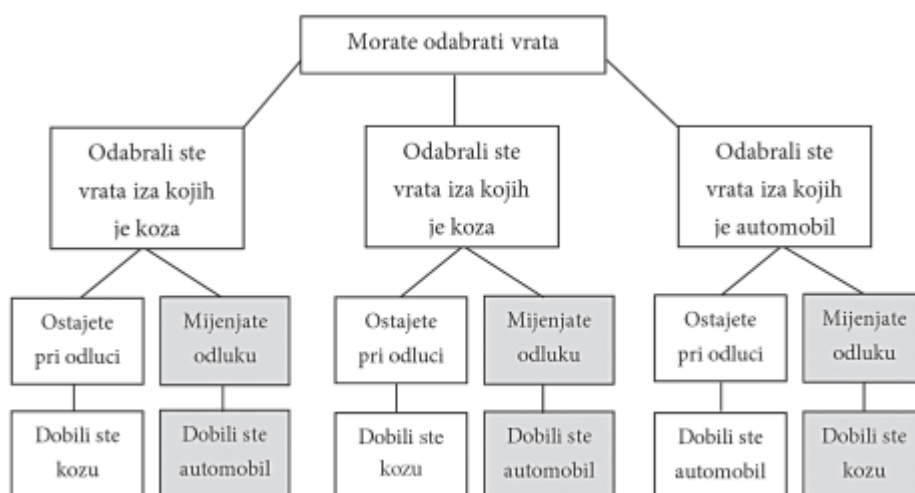 Morate odabrati vrata
Odabrali ste
vrata iza kojih
je koza
Odabrali ste
vrata iza kojih
je koza
Odabrali ste
vrata iza kojih
je automobil
Ostajete
pri odluci
Mijenjate
odluku
Ostajete
pri odluci
Mijenjate
odluku
Ostajete
pri odluci
Mijenjate
odluku
Dobili ste
kozu
Dobili ste
automobil
Dobili ste
kozu
Dobili ste
automobil
Dobili ste
automobil
Dobili ste
kozu